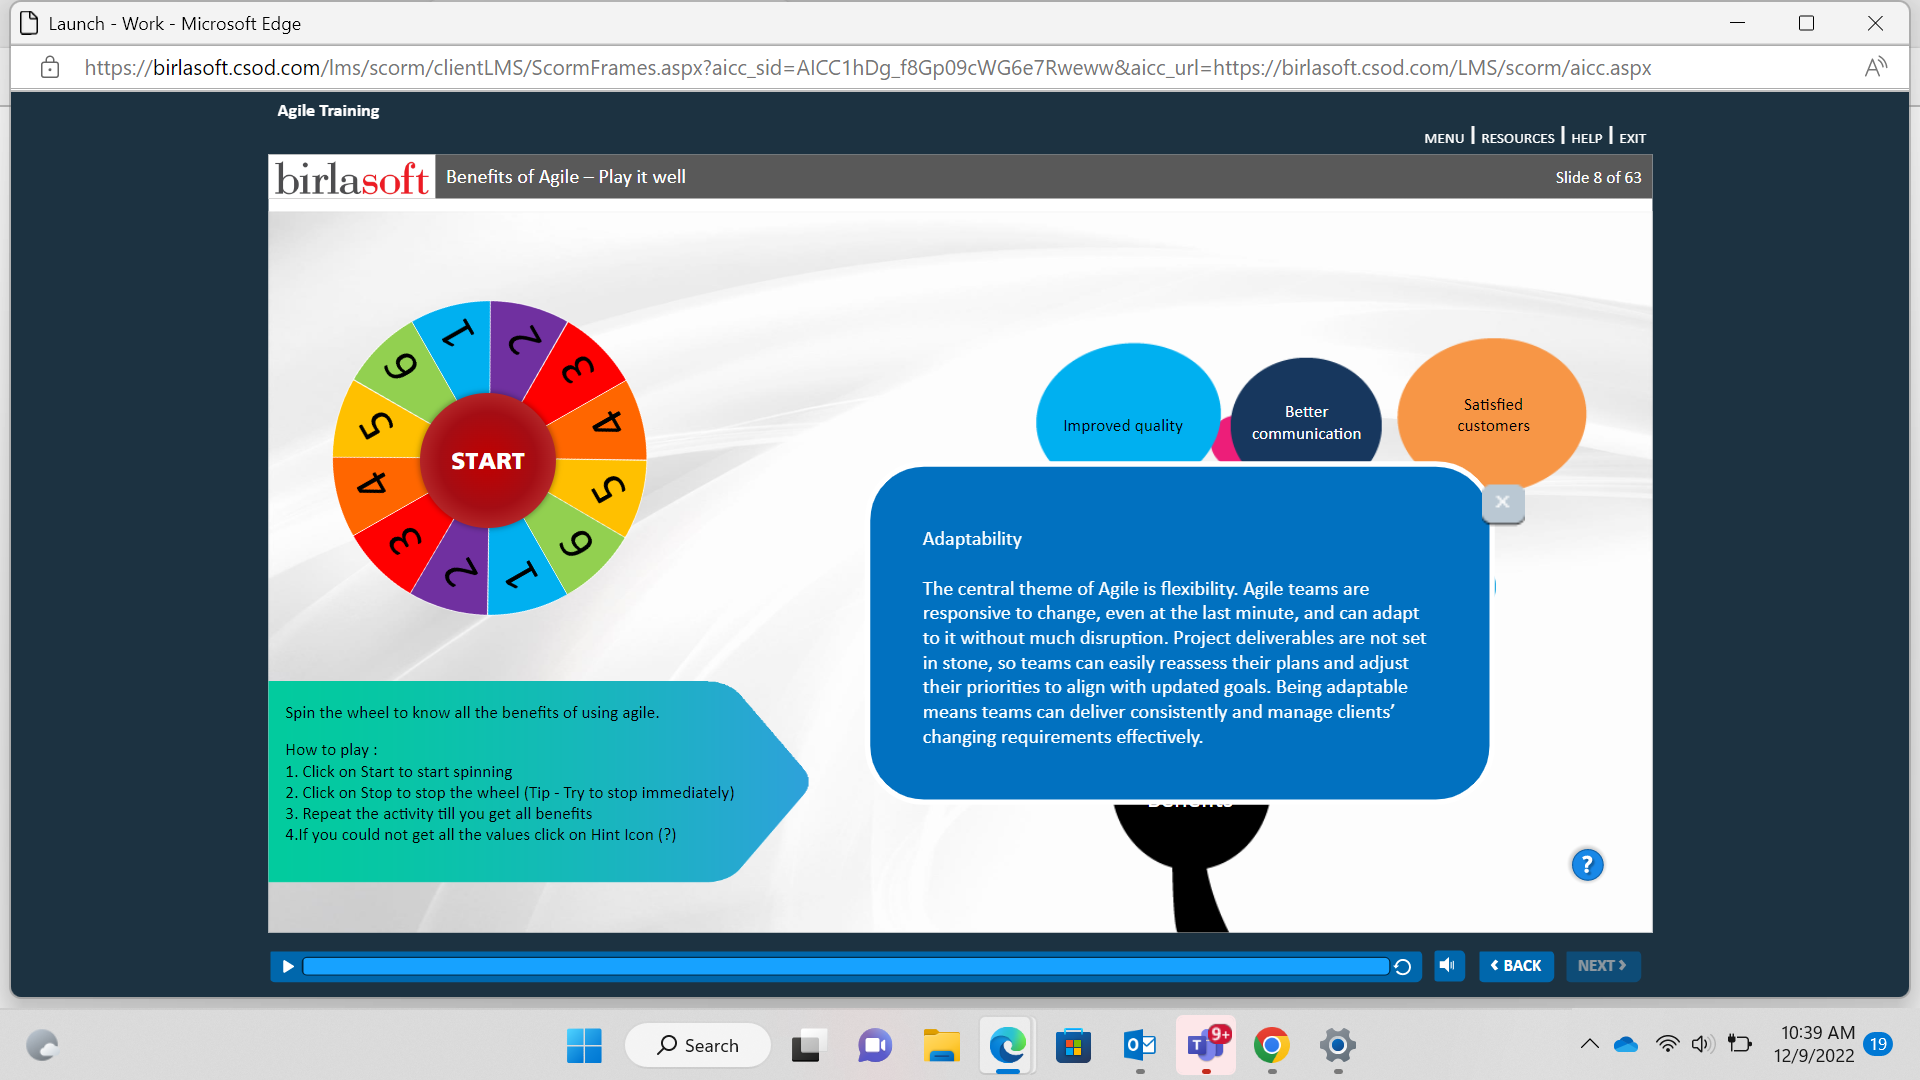 Launch - Work - Microsoft Edge
https://birlasoft.csod.com/lms/scorm/clientLMS/ScormFrames.aspx?aicc_sid=AICC1hDg_f8Gp09cWG6e7Rweww&aicc_url=https://birlasoft.csod.com/LMS/scorm/aicc.aspx
Agile Training
MENU | RESOURCES | HELP | EXIT
birlasoft
Benefits of Agile – Play it well
Slide 8 of 63
1
2
3
4
5
6
1
2
3
4
5
6
START
Improved quality
Better
communication
Satisfied
customers
Adaptability
The central theme of Agile is flexibility. Agile teams are
responsive to change, even at the last minute, and can adapt
to it without much disruption. Project deliverables are not set
in stone, so teams can easily reassess their plans and adjust
their priorities to align with updated goals. Being adaptable
means teams can deliver consistently and manage clients’
changing requirements effectively.
Benefits
Spin the wheel to know all the benefits of using agile.
How to play :
1. Click on Start to start spinning
2. Click on Stop to stop the wheel (Tip - Try to stop immediately)
3. Repeat the activity till you get all benefits
4.If you could not get all the values click on Hint Icon (?)
?
BACK
NEXT
Search
9+
10:39 AM
12/9/2022
19